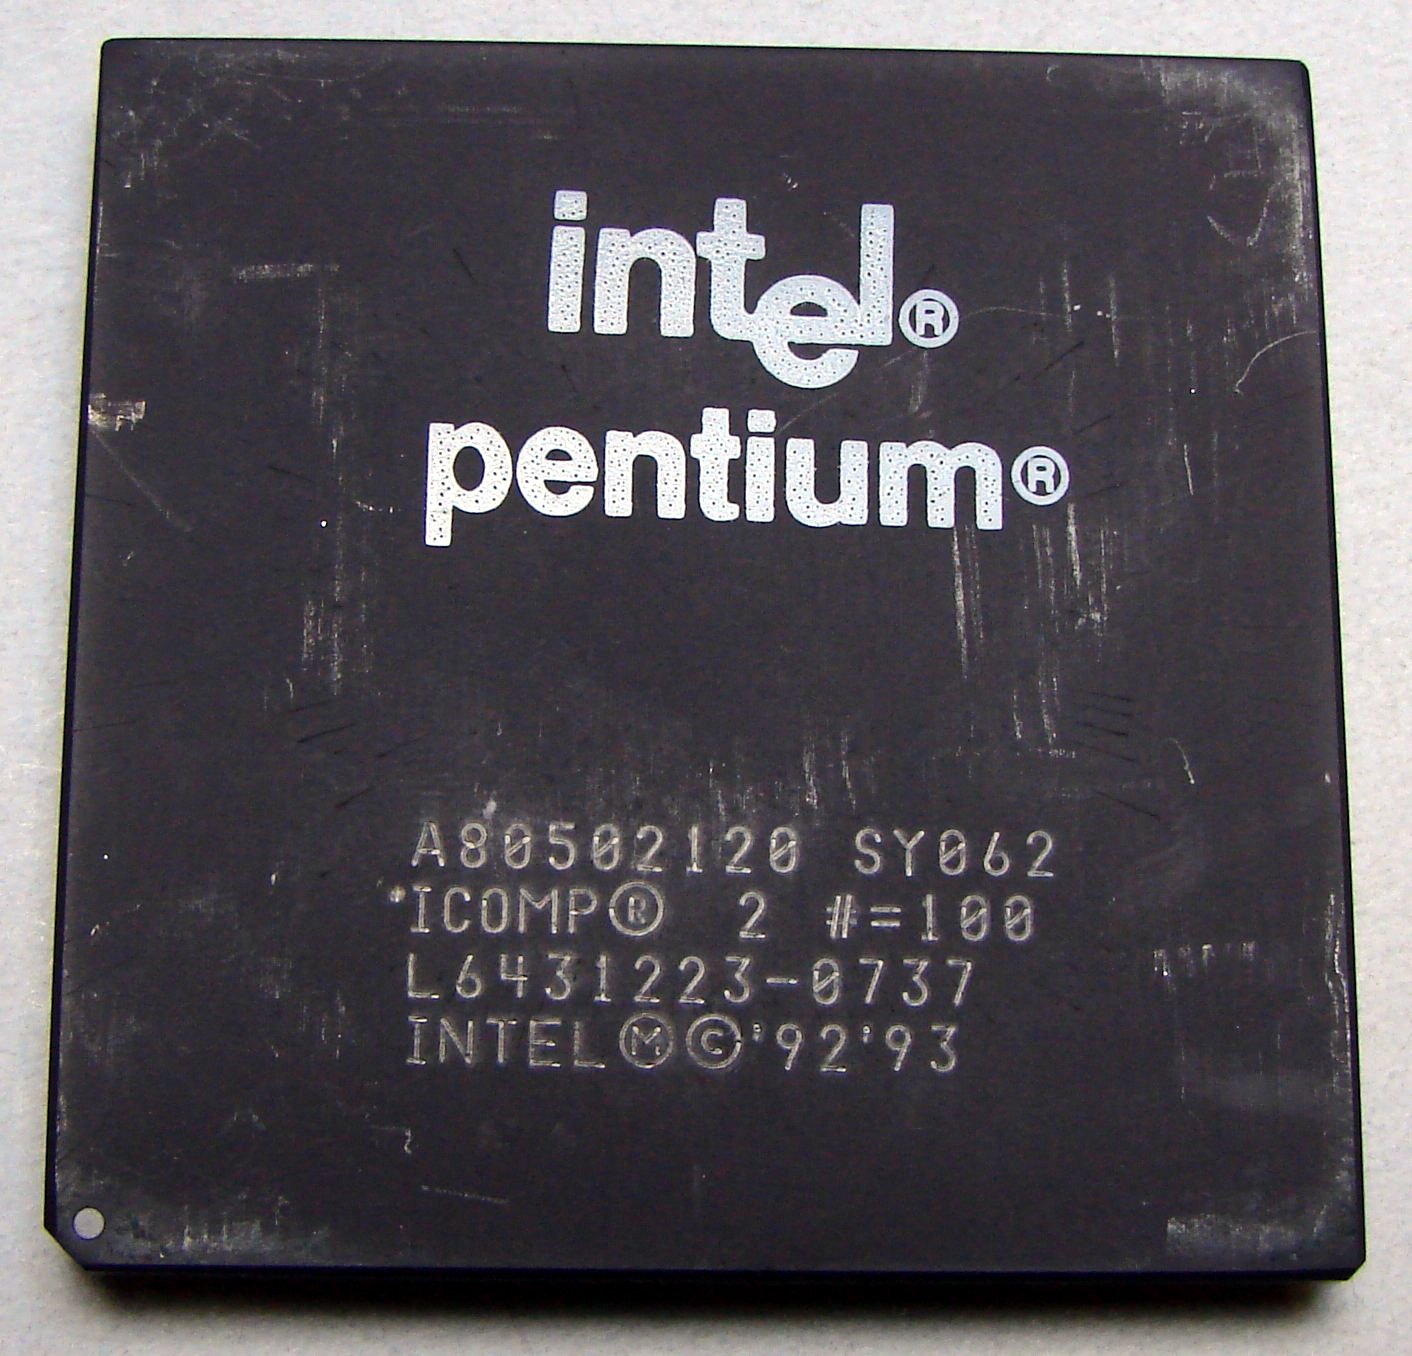 intel®
pentium®
A80502120 SY062
ICOMP® 2 #=100
L6431223-0737
INTEL Ⓜ©'92'93